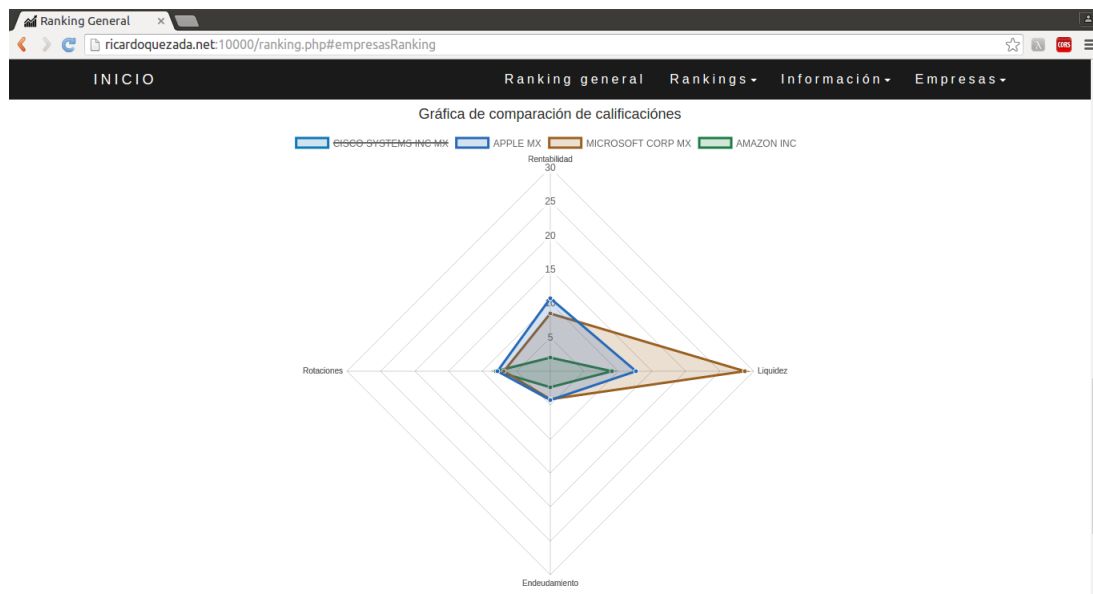 Ranking General
ricardoquezada.net:10000/ranking.php#empresasRanking
CORS
INICIO Ranking general Rankings Información Empresas
Gráfica de comparación de calificaciónes
CISCO SYSTEMS INC MX APPLE MX MICROSOFT CORP MX AMAZON INC
Rentabilidad
30
25
20
15
10
5
Rotaciones
Liquidez
Endeudamiento